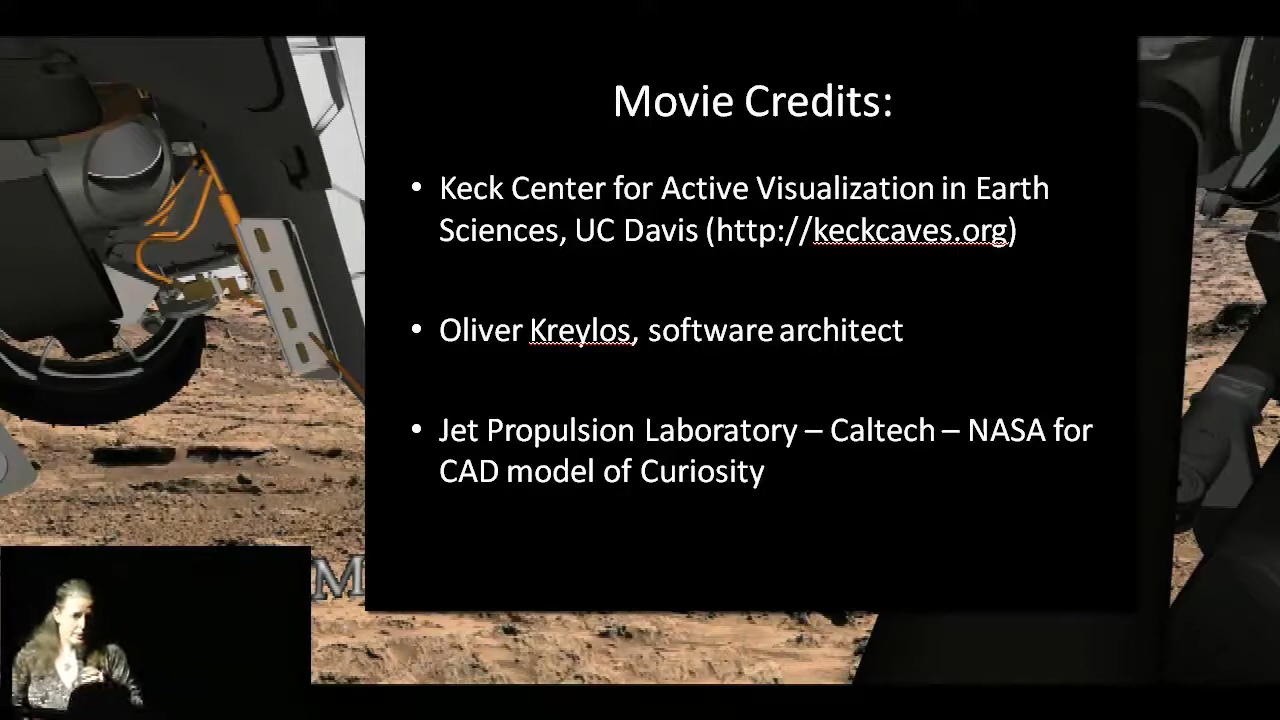 Movie Credits:
• Keck Center for Active Visualization in Earth
Sciences, UC Davis (http://keckcaves.org)
• Oliver Kreylos, software architect
• Jet Propulsion Laboratory – Caltech – NASA for
CAD model of Curiosity
M